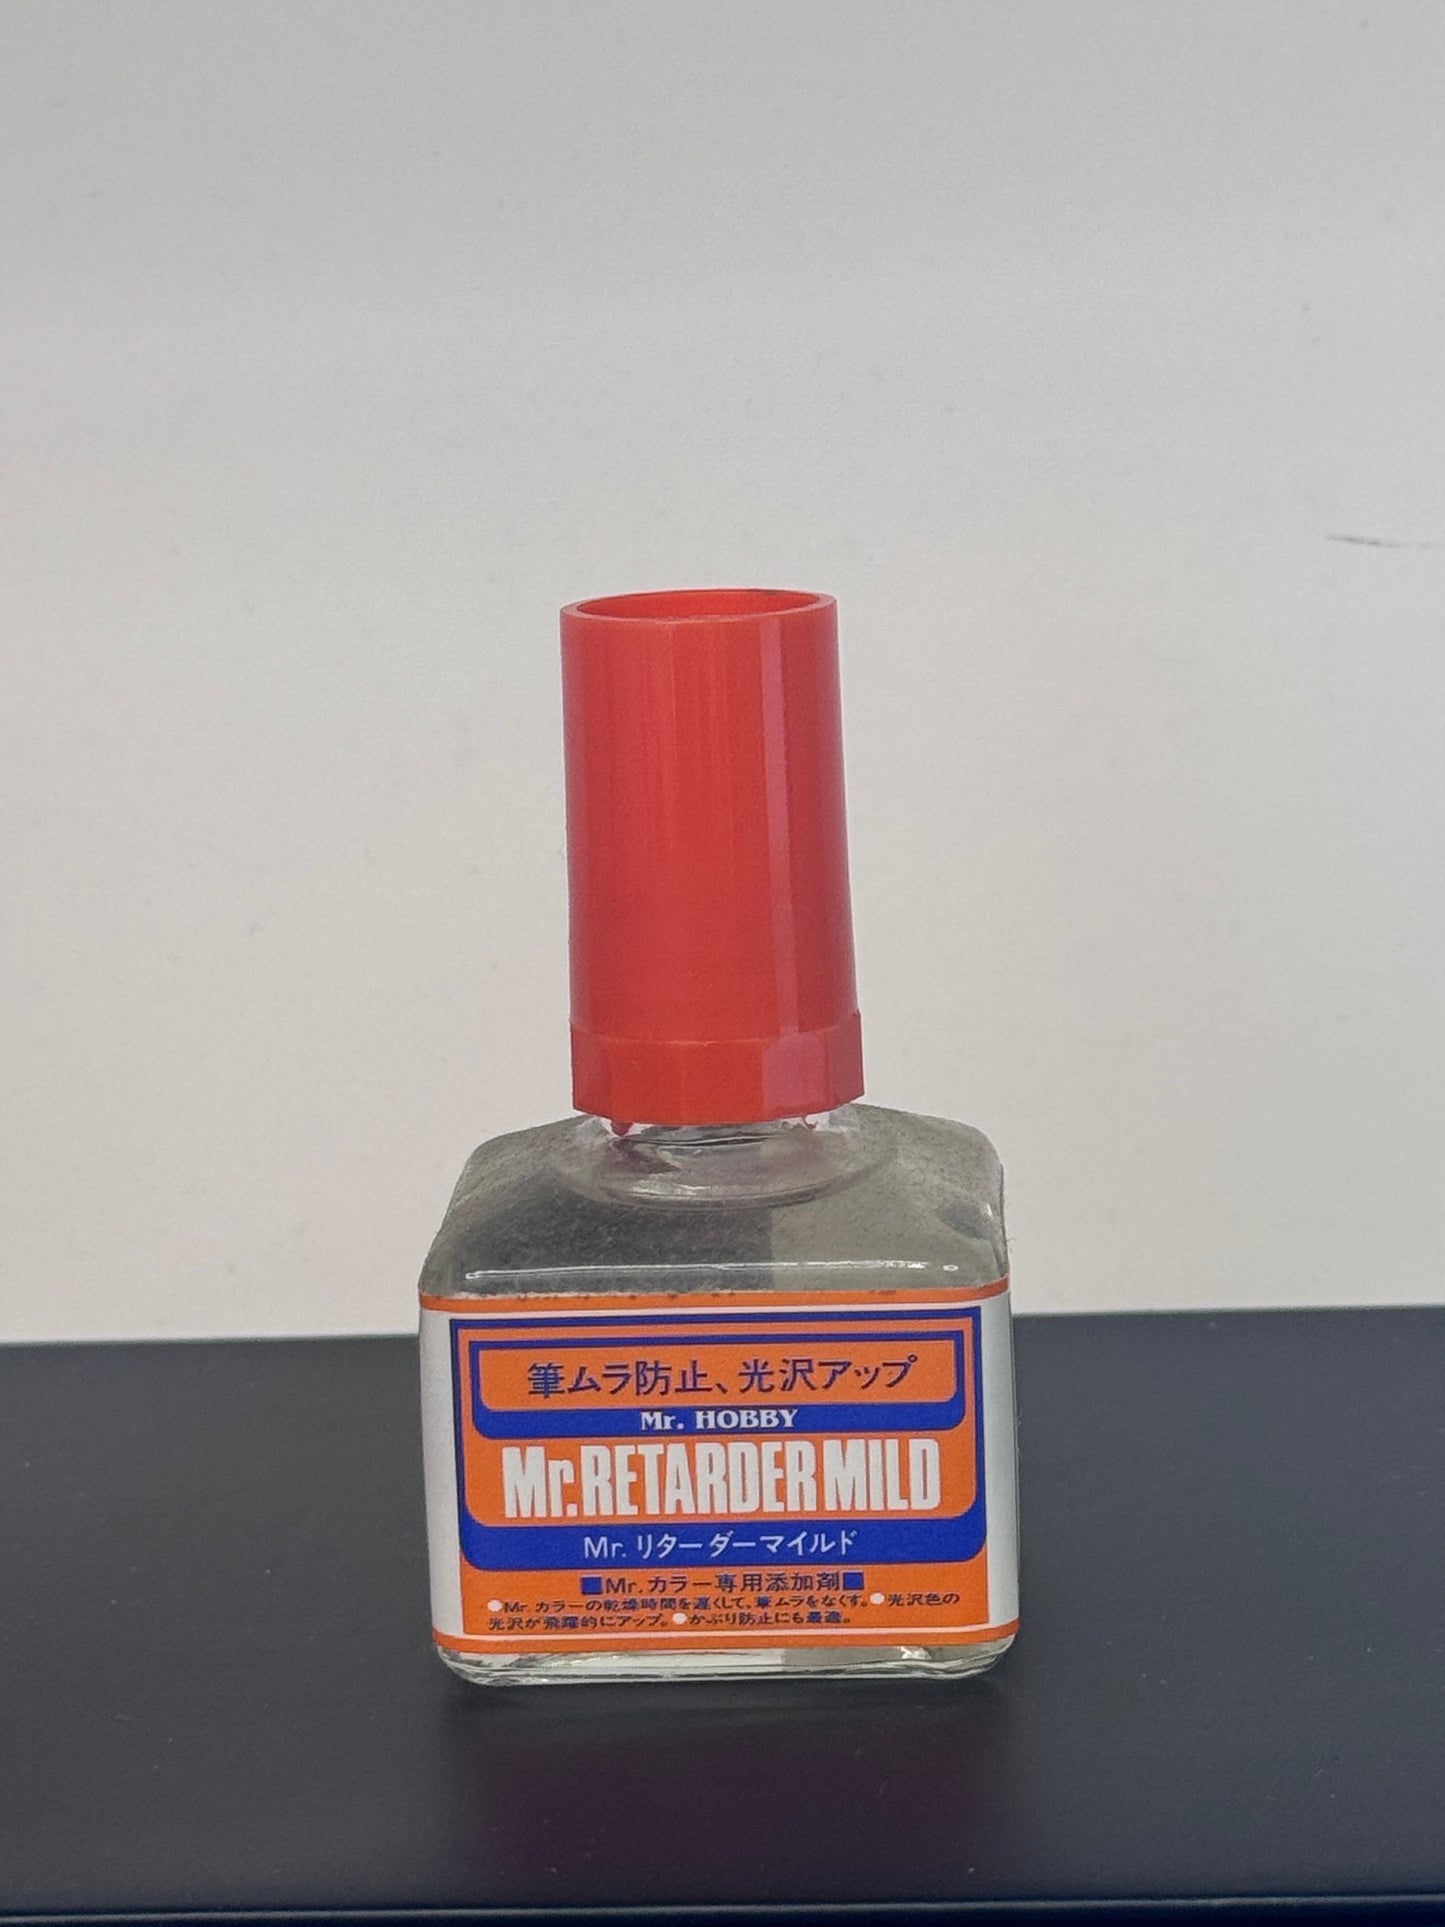 筆ムラ防止、光沢アップ
Mr. HOBBY
Mr.RETARDER MILD
Mr.リターダーマイルド
■Mr.カラー専用添加剤■
●Mr.カラーの乾燥時間を遅くして、筆ムラをなくす。●光沢色の
光沢が飛躍的にアップ。●かぶり防止にも最適。